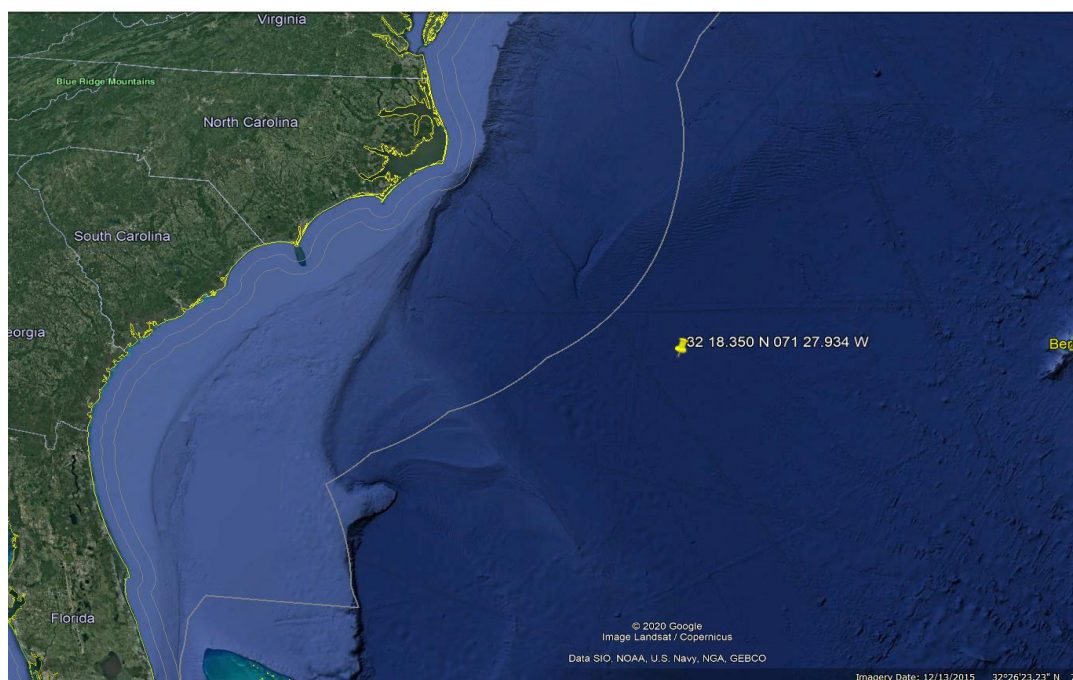 Virginia
Blue Ridge Mountains
North Carolina
South Carolina
eorgia
32 18.350 N 071 27.934 W
Ber
Florida
© 2020 Google
Image Landsat / Copernicus
Data SIO, NOAA, U.S. Navy, NGA, GEBCO
Imagery Date: 12/13/2015 32°26'23.23" N